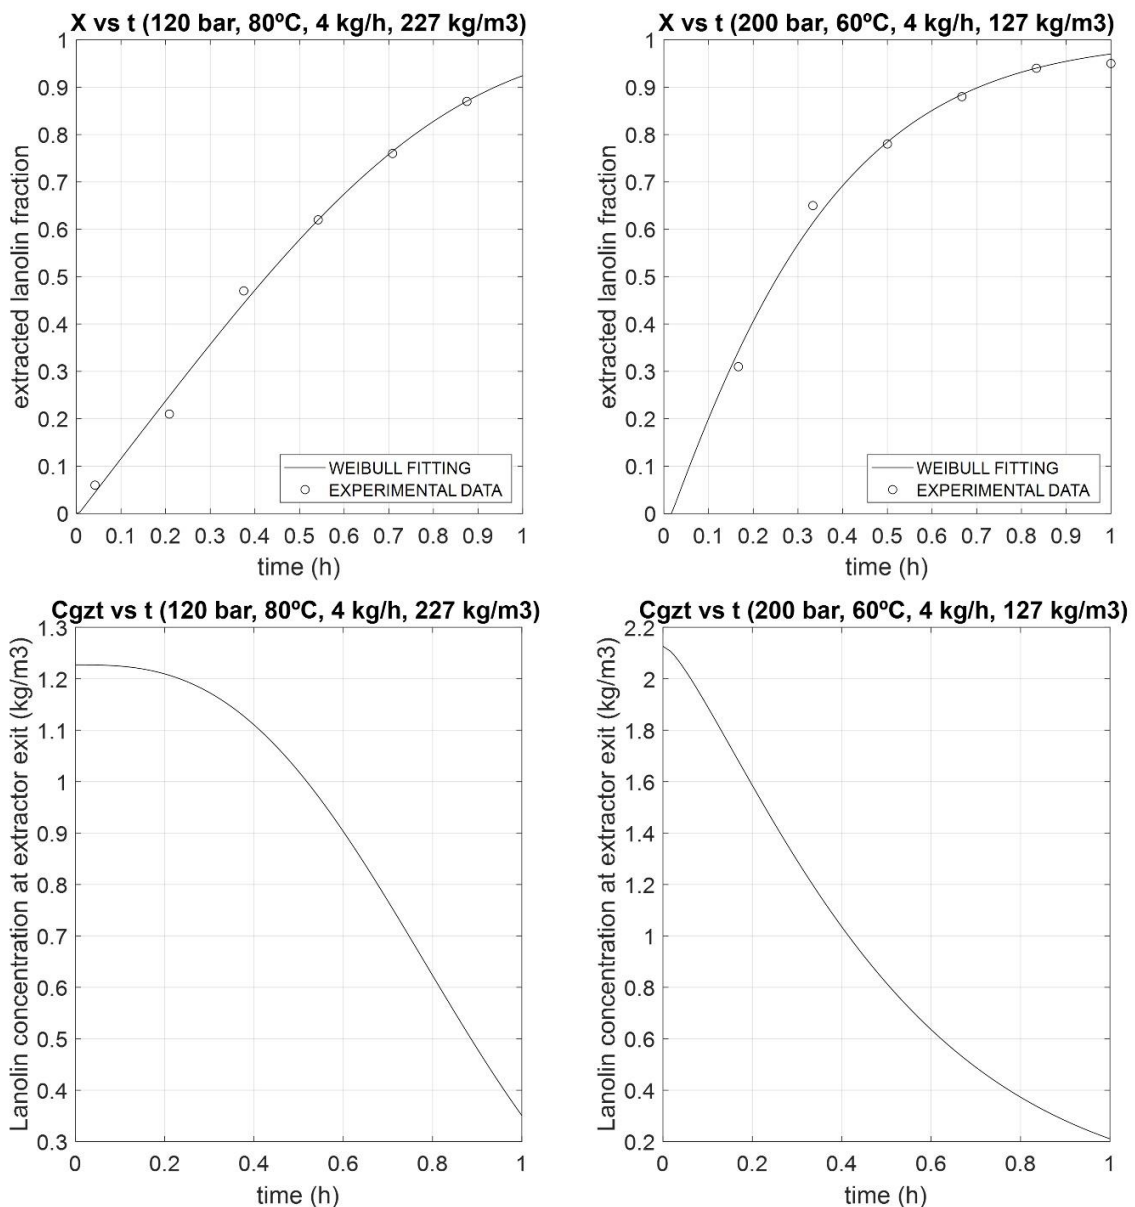 X vs t (120 bar, 80ºC, 4 kg/h, 227 kg/m3)
1
0.9
0.8
0.7
0.6
0.5
0.4
0.3
0.2
0.1
0
extracted lanolin fraction
WEIBULL FITTING
EXPERIMENTAL DATA
0 0.1 0.2 0.3 0.4 0.5 0.6 0.7 0.8 0.9 1
time (h)
X vs t (200 bar, 60ºC, 4 kg/h, 127 kg/m3)
1
0.9
0.8
0.7
0.6
0.5
0.4
0.3
0.2
0.1
0
extracted lanolin fraction
WEIBULL FITTING
EXPERIMENTAL DATA
0 0.1 0.2 0.3 0.4 0.5 0.6 0.7 0.8 0.9 1
time (h)
Cgzt vs t (120 bar, 80ºC, 4 kg/h, 227 kg/m3)
1.3
1.2
1.1
1
0.9
0.8
0.7
0.6
0.5
0.4
0.3
Lanolin concentration at extractor exit (kg/m3)
0 0.2 0.4 0.6 0.8 1
time (h)
Cgzt vs t (200 bar, 60ºC, 4 kg/h, 127 kg/m3)
2.2
2
1.8
1.6
1.4
1.2
1
0.8
0.6
0.4
0.2
Lanolin concentration at extractor exit (kg/m3)
0 0.2 0.4 0.6 0.8 1
time (h)